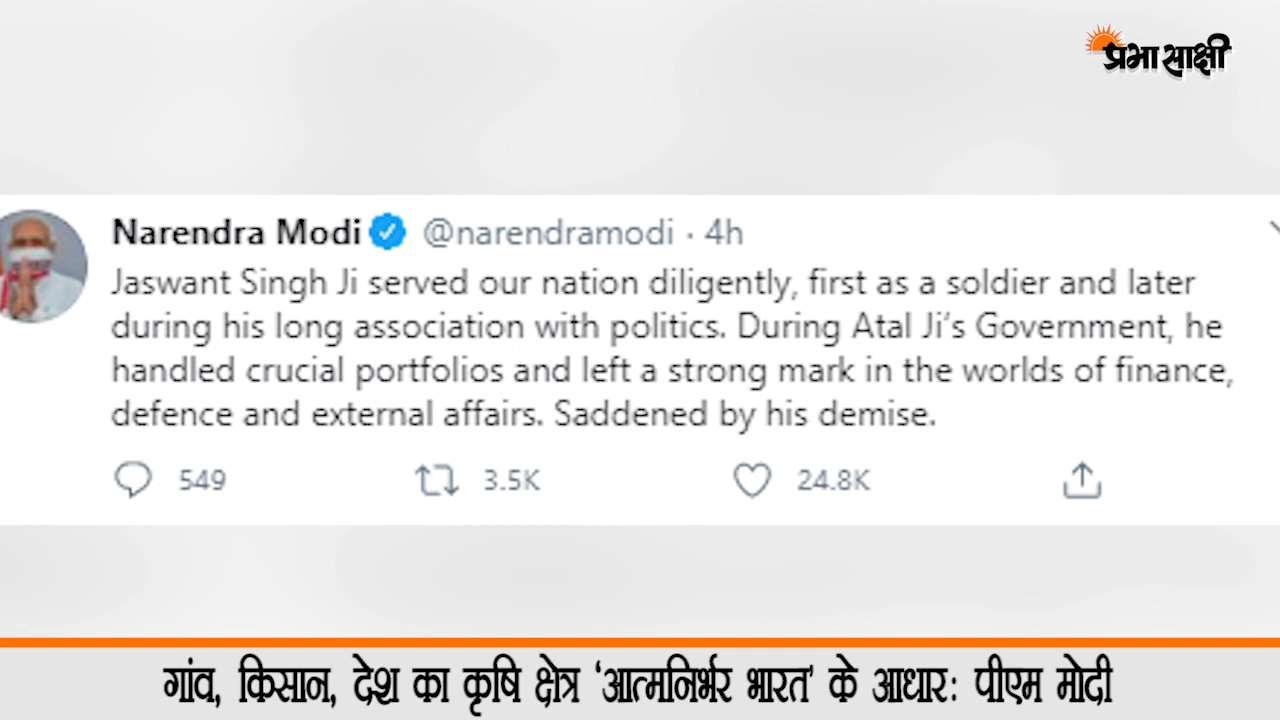 प्रभा साक्षी
Narendra Modi @narendramodi · 4h
Jaswant Singh Ji served our nation diligently, first as a soldier and later
during his long association with politics. During Atal Ji's Government, he
handled crucial portfolios and left a strong mark in the worlds of finance,
defence and external affairs. Saddened by his demise.
549 3.5K 24.8K
गांव, किसान, देश का कृषि क्षेत्र ‘आत्मनिर्भर भारत’ के आधारः पीएम मोदी